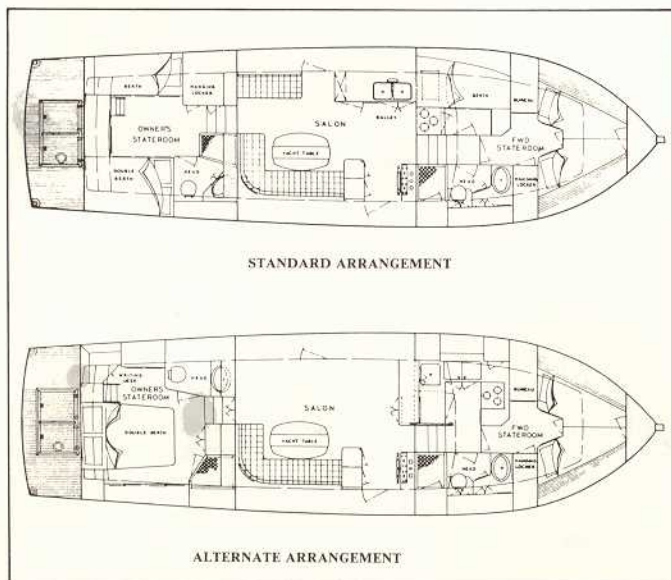 BERTH
HANGING
LOCKER
OWNER'S
STATEROOM
DOUBLE
BERTH
HEAD
SALON
YACHT TABLE
GALLEY
BERTH
BUREAU
FWD
STATEROOM
HEAD
HANGING
LOCKER
STANDARD ARRANGEMENT
WRITING
DESK
HEAD
OWNER'S
STATEROOM
DOUBLE BERTH
SALON
YACHT TABLE
BUREAU
FWD
STATEROOM
HEAD
HANGING
LOCKER
ALTERNATE ARRANGEMENT